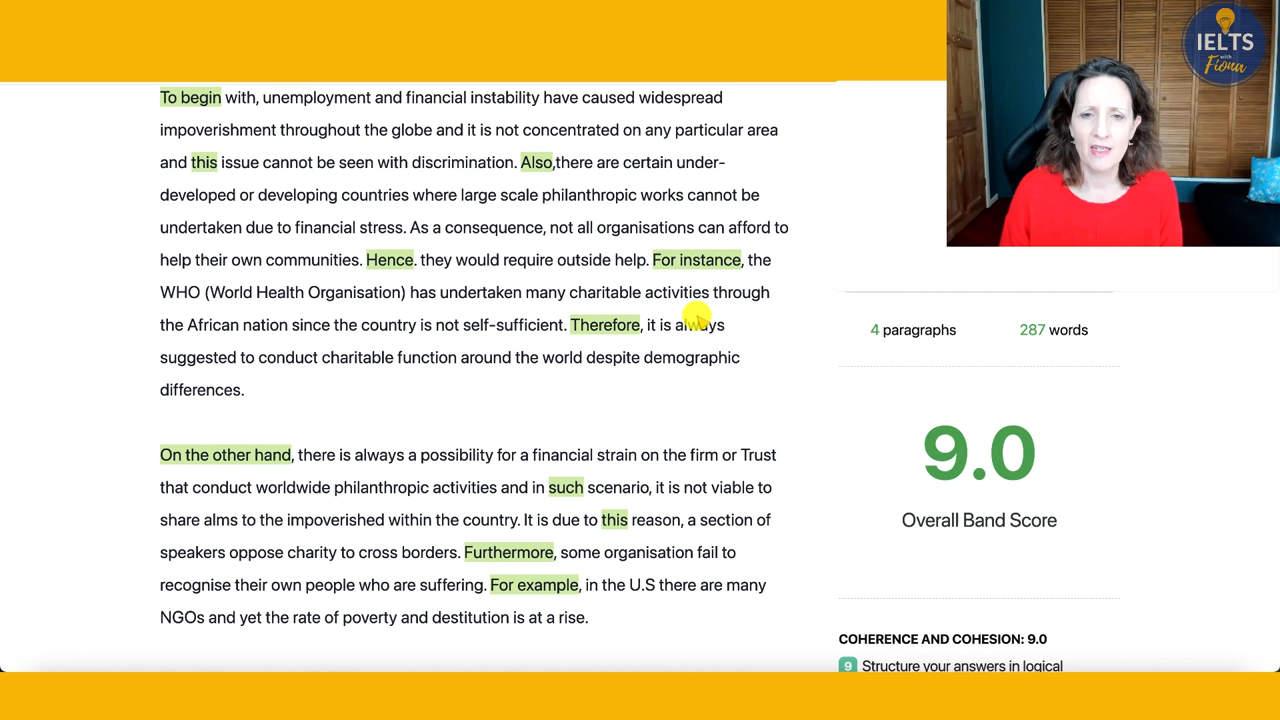 To begin with, unemployment and financial instability have caused widespread
impoverishment throughout the globe and it is not concentrated on any particular area
and this issue cannot be seen with discrimination. Also,there are certain under-
developed or developing countries where large scale philanthropic works cannot be
undertaken due to financial stress. As a consequence, not all organisations can afford to
help their own communities. Hence. they would require outside help. For instance, the
WHO (World Health Organisation) has undertaken many charitable activities through
the African nation since the country is not self-sufficient. Therefore, it is always
suggested to conduct charitable function around the world despite demographic
differences.
On the other hand, there is always a possibility for a financial strain on the firm or Trust
that conduct worldwide philanthropic activities and in such scenario, it is not viable to
share alms to the impoverished within the country. It is due to this reason, a section of
speakers oppose charity to cross borders. Furthermore, some organisation fail to
recognise their own people who are suffering. For example, in the U.S there are many
NGOs and yet the rate of poverty and destitution is at a rise.
IELTS
with
Fiona
4 paragraphs 287 words
9.0
Overall Band Score
COHERENCE AND COHESION: 9.0
9 Structure your answers in logical